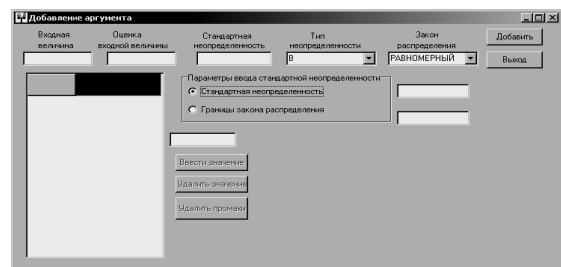 Добавление аргумента
Входная величина
Оценка входной величины
Стандартная неопределенность
Тип неопределенности
Закон распределения
Добавить
B
РАВНОМЕРНЫЙ
Выход
Параметры ввода стандартной неопределенности
Стандартная неопределенность
Границы закона распределения
Ввести значение
Удалить значение
Удалить промахи